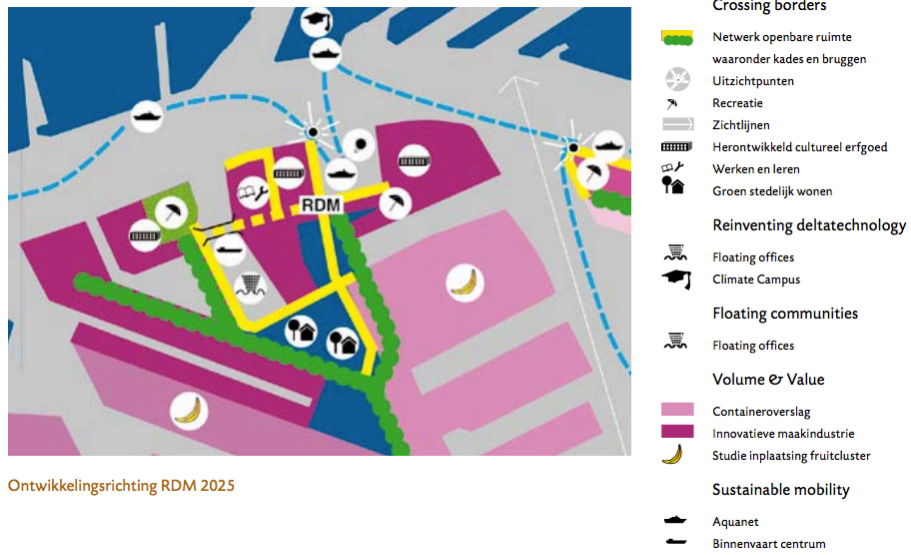 RDM
Ontwikkelingsrichting RDM 2025
Crossing borders
Netwerk openbare ruimte
waaronder kades en bruggen
Uitzichtpunten
Recreatie
Zichtlijnen
Herontwikkeld cultureel erfgoed
Werken en leren
Groen stedelijk wonen
Reinventing deltatechnology
Floating offices
Climate Campus
Floating communities
Floating offices
Volume & Value
Containeroverslag
Innovatieve maakindustrie
Studie inplaatsing fruitcluster
Sustainable mobility
Aquanet
Binnenvaart centrum